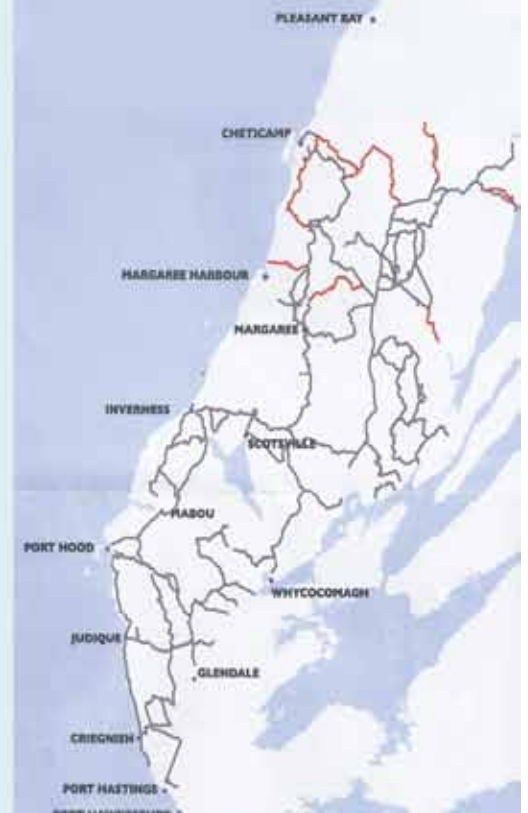 PLEASANT BAY
CHETICAMP
MARGAREE HARBOUR
MARGAREE
INVERNESS
SCOTSVILLE
MABOU
PORT HOOD
WHYCOCOMAGH
JUDIQUE
GLENDALE
CRIEGNISH
PORT HASTINGS